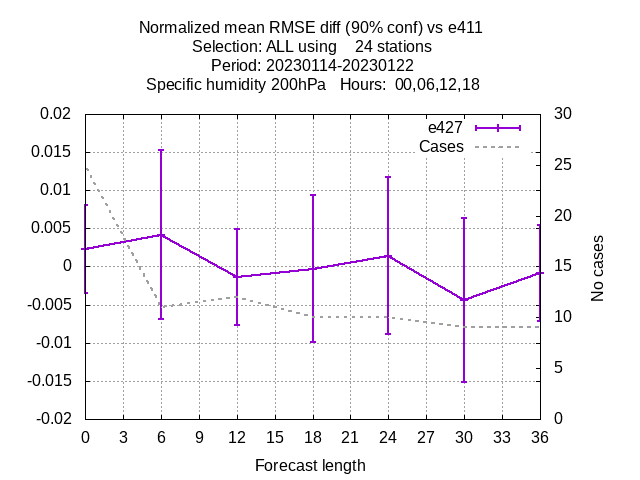 Normalized mean RMSE diff (90% conf) vs e411
Selection: ALL using    24 stations
Period: 20230114-20230122
Specific humidity 200hPa   Hours:  00,06,12,18
e427
Cases
0.02
0.015
0.01
0.005
0
-0.005
-0.01
-0.015
-0.02
30
25
20
15
10
5
0
No cases
0 3 6 9 12 15 18 21 24 27 30 33 36
Forecast length